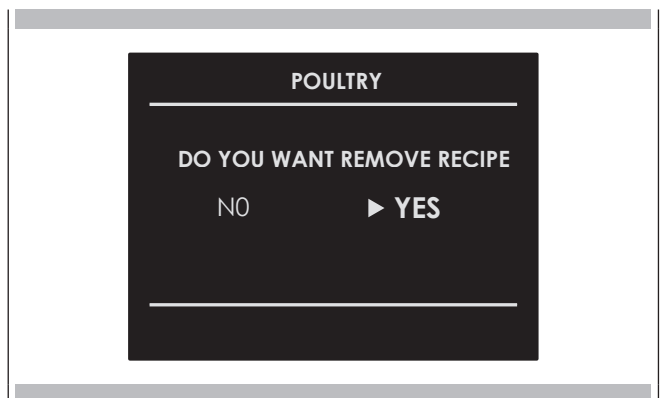 POULTRY
DO YOU WANT REMOVE RECIPE
N0 ▶ YES